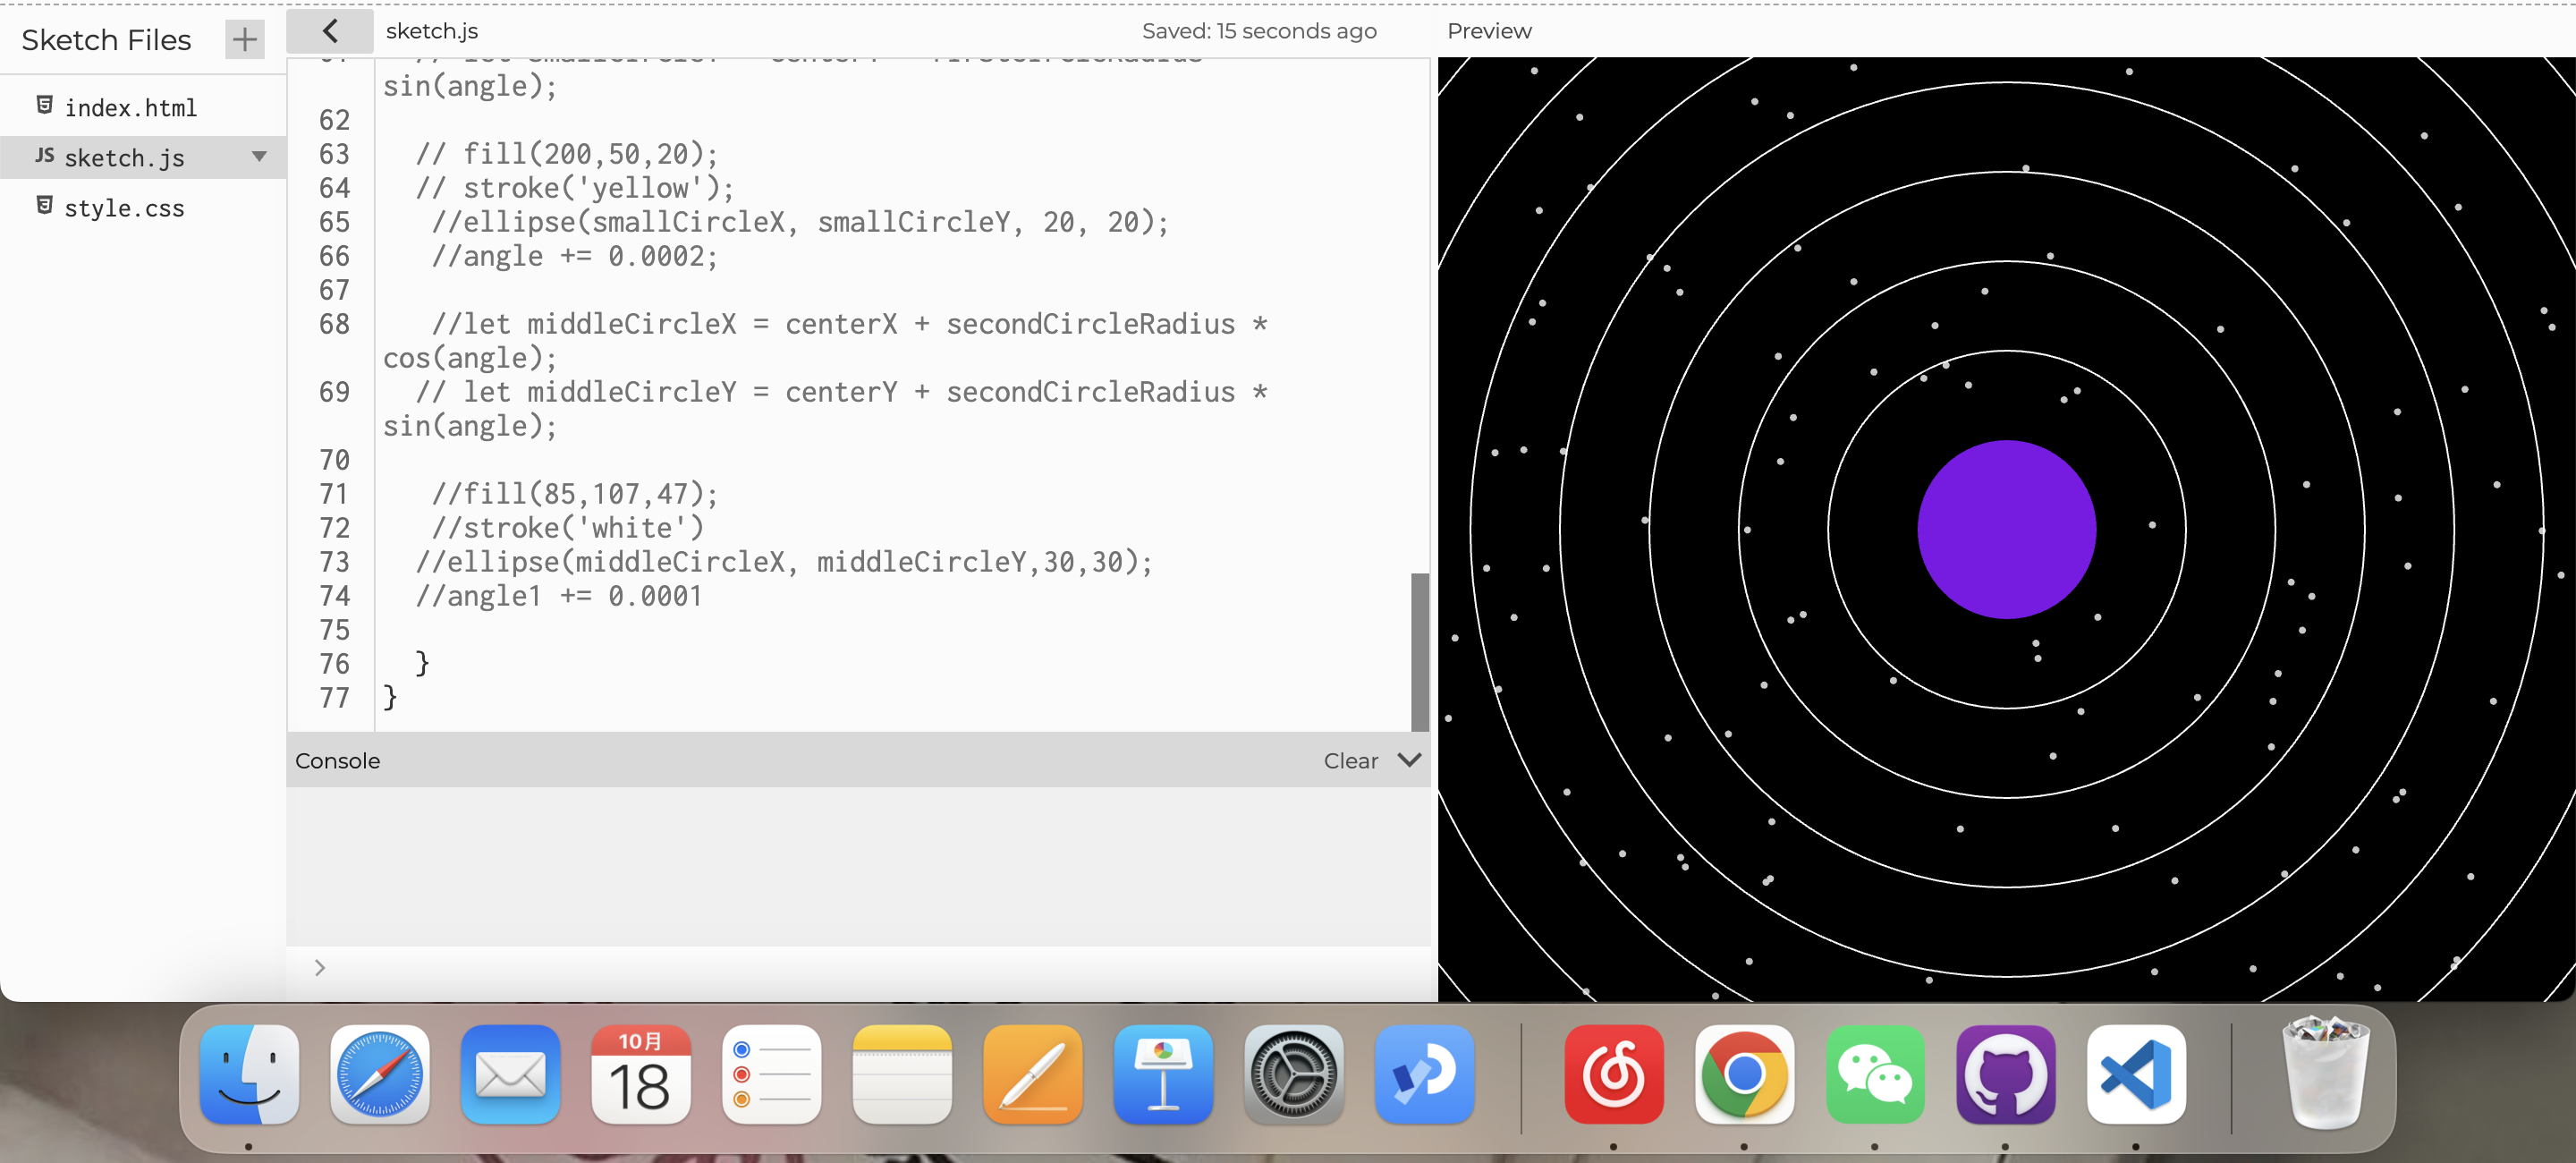 Sketch Files
sketch.js
Saved: 15 seconds ago
Preview
index.html
JS sketch.js
style.css
// let smallCircleY = centerY
sin(angle);
62
63 // fill(200,50,20);
64 // stroke('yellow');
65 //ellipse(smallCircleX, smallCircleY, 20, 20);
66 //angle += 0.0002;
67
68 //let middleCircleX = centerX + secondCircleRadius *
cos(angle);
69 // let middleCircleY = centerY + secondCircleRadius *
sin(angle);
70
71 //fill(85,107,47);
72 //stroke('white')
73 //ellipse(middleCircleX, middleCircleY,30,30);
74 //angle1 += 0.0001
75
76 }
77 }
Console
Clear
>
10月
18